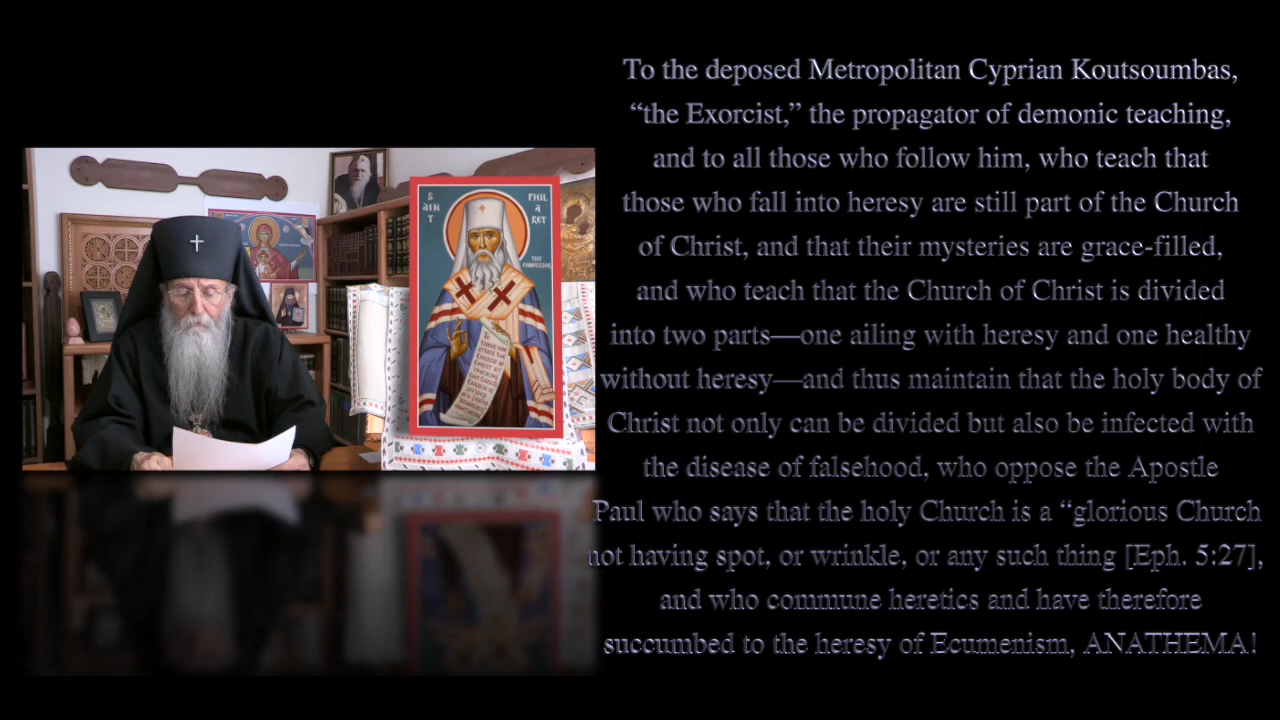 To the deposed Metropolitan Cyprian Koutsoumbas,
“the Exorcist,” the propagator of demonic teaching,
and to all those who follow him, who teach that
those who fall into heresy are still part of the Church
of Christ, and that their mysteries are grace-filled,
and who teach that the Church of Christ is divided
into two parts—one ailing with heresy and one healthy
without heresy—and thus maintain that the holy body of
Christ not only can be divided but also be infected with
the disease of falsehood, who oppose the Apostle
Paul who says that the holy Church is a “glorious Church
not having spot, or wrinkle, or any such thing [Eph. 5:27],
and who commune heretics and have therefore
succumbed to the heresy of Ecumenism, ANATHEMA!
S
AIN
T
PHIL
A
RET
THE
CONFESSOR